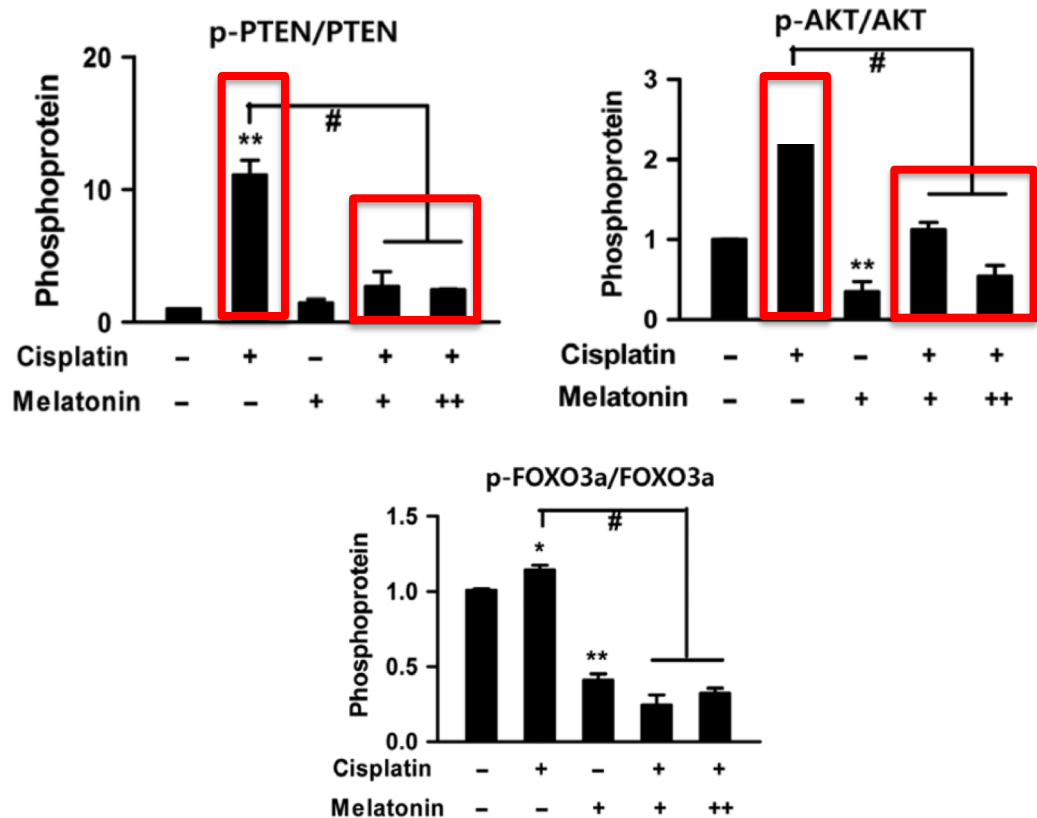 p-PTEN/PTEN
Phosphoprotein
20
10
0
**
#
Cisplatin – + – + +
Melatonin – – + + ++
p-AKT/AKT
Phosphoprotein
3
2
1
0
#
**
Cisplatin – + – + +
Melatonin – – + + ++
p-FOXO3a/FOXO3a
Phosphoprotein
1.5
1.0
0.5
0.0
#
*
**
Cisplatin – + – + +
Melatonin – – + + ++